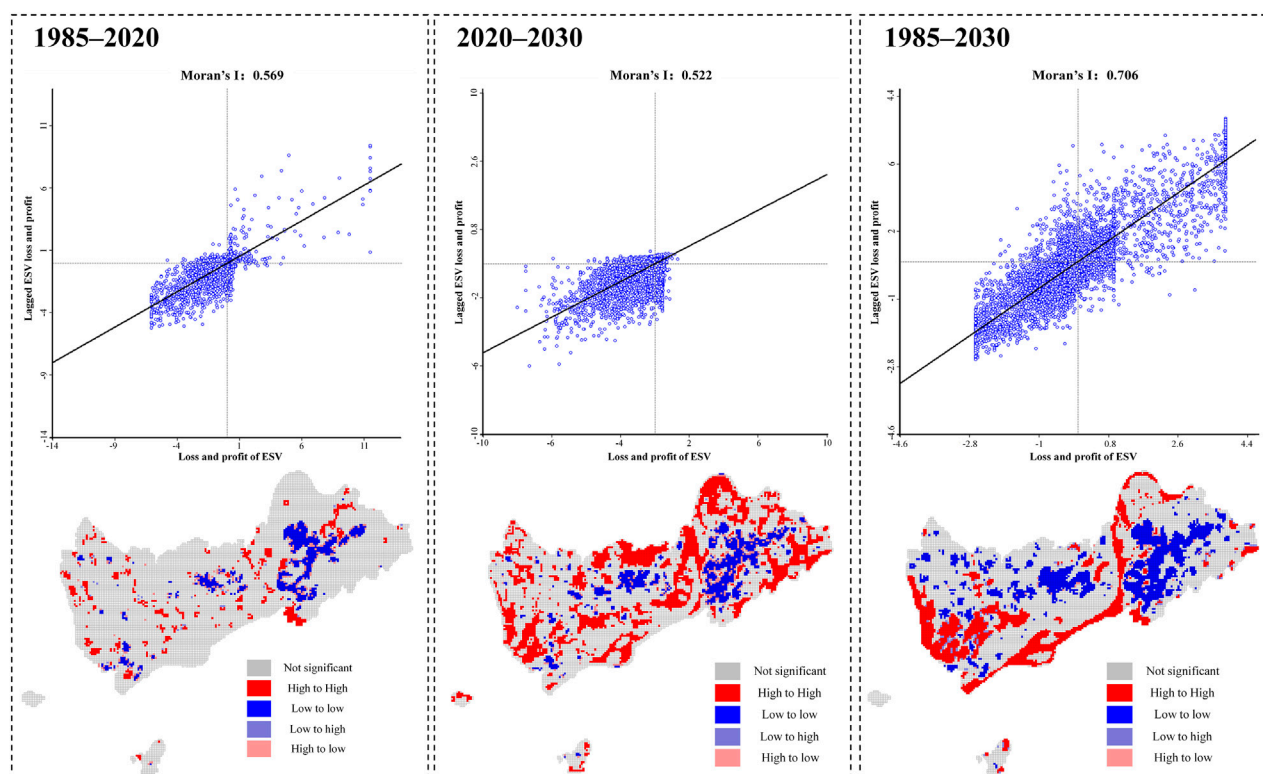 1985–2020
Moran's I: 0.569
Lagged ESV loss and profit
11
6
1
-4
-9
-14
-14
-9
-4
1
6
11
Loss and profit of ESV
Not significant
High to High
Low to low
Low to high
High to low
2020–2030
Moran's I: 0.522
Lagged ESV loss and profit
10
2.6
0.8
-2
-6
-10
-10
-6
-4
2
6
10
Loss and profit of ESV
Not significant
High to High
Low to low
Low to high
High to low
1985–2030
Moran's I: 0.706
Lagged ESV loss and profit
4.4
6
2
-1
-2.8
-4.6
-4.6
-2.8
-1
0.8
2.6
4.4
Loss and profit of ESV
Not significant
High to High
Low to low
Low to high
High to low